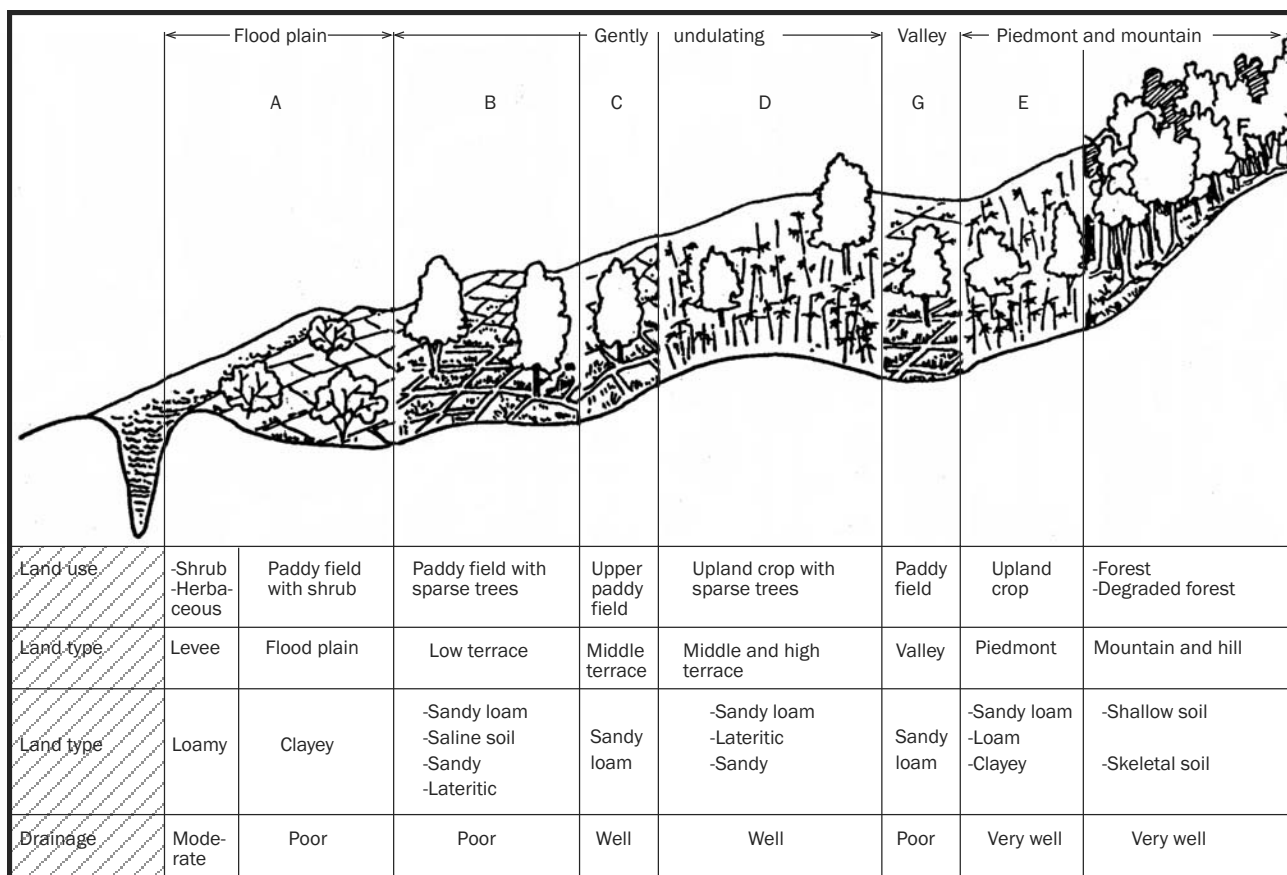 Flood plain
Gently undulating
Valley
Piedmont and mountain
A
B
C
D
G
E
F
Land use
-Shrub
-Herba-
ceous
Paddy field
with shrub
Paddy field with
sparse trees
Upper
paddy
field
Upland crop with
sparse trees
Paddy
field
Upland
crop
-Forest
-Degraded forest
Land type
Levee
Flood plain
Low terrace
Middle
terrace
Middle and high
terrace
Valley
Piedmont
Mountain and hill
Land type
Loamy
Clayey
-Sandy loam
-Saline soil
-Sandy
-Lateritic
Sandy
loam
-Sandy loam
-Lateritic
-Sandy
Sandy
loam
-Sandy loam
-Loam
-Clayey
-Shallow soil
-Skeletal soil
Drainage
Mode-
rate
Poor
Poor
Well
Well
Poor
Very well
Very well